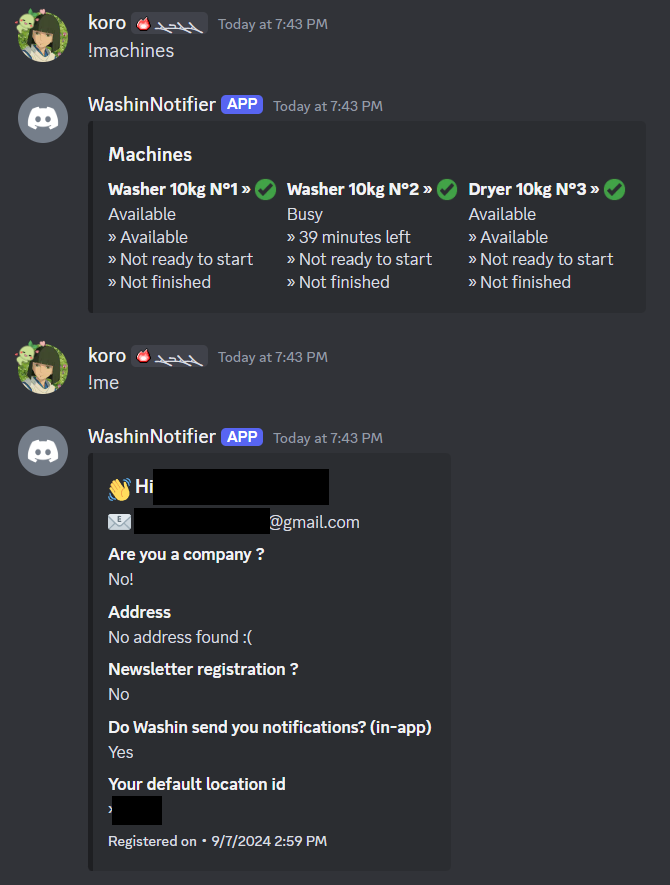 koro Today at 7:43 PM
!machines
WashinNotifier APP Today at 7:43 PM
Machines
Washer 10kg N°1 » Washer 10kg N°2 » Dryer 10kg N°3 »
Available Busy Available
» Available » 39 minutes left » Available
» Not ready to start » Not ready to start » Not ready to start
» Not finished » Not finished » Not finished
koro Today at 7:43 PM
!me
WashinNotifier APP Today at 7:43 PM
Hi
E @gmail.com
Are you a company ?
No!
Address
No address found :(
Newsletter registration ?
No
Do Washin send you notifications? (in-app)
Yes
Your default location id
»
Registered on • 9/7/2024 2:59 PM